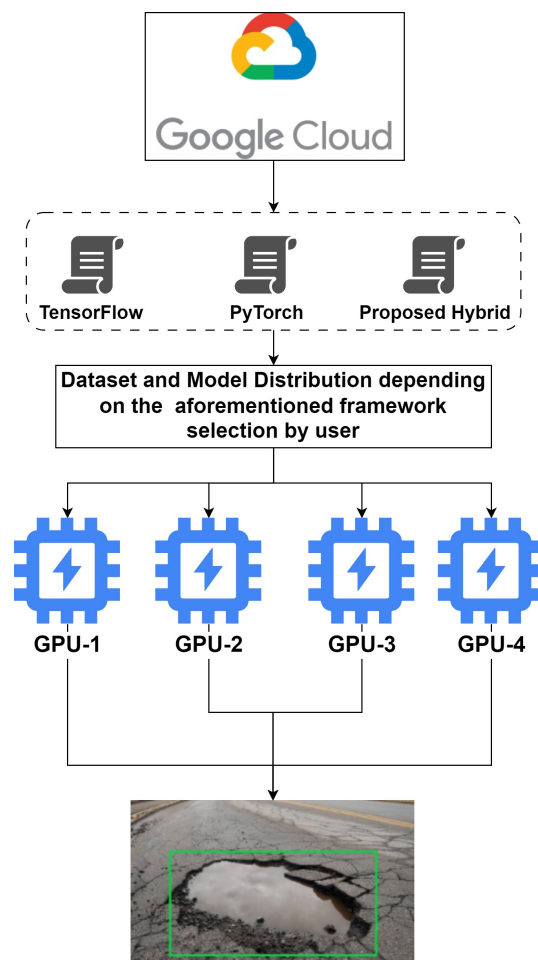 Google Cloud
TensorFlow
PyTorch
Proposed Hybrid
Dataset and Model Distribution depending
on the aforementioned framework
selection by user
GPU-1
GPU-2
GPU-3
GPU-4